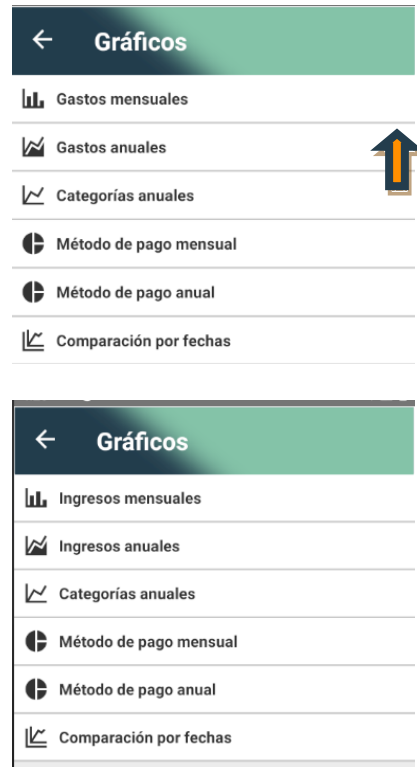 Gráficos
Gastos mensuales
Gastos anuales
Categorías anuales
Método de pago mensual
Método de pago anual
Comparación por fechas
Gráficos
Ingresos mensuales
Ingresos anuales
Categorías anuales
Método de pago mensual
Método de pago anual
Comparación por fechas